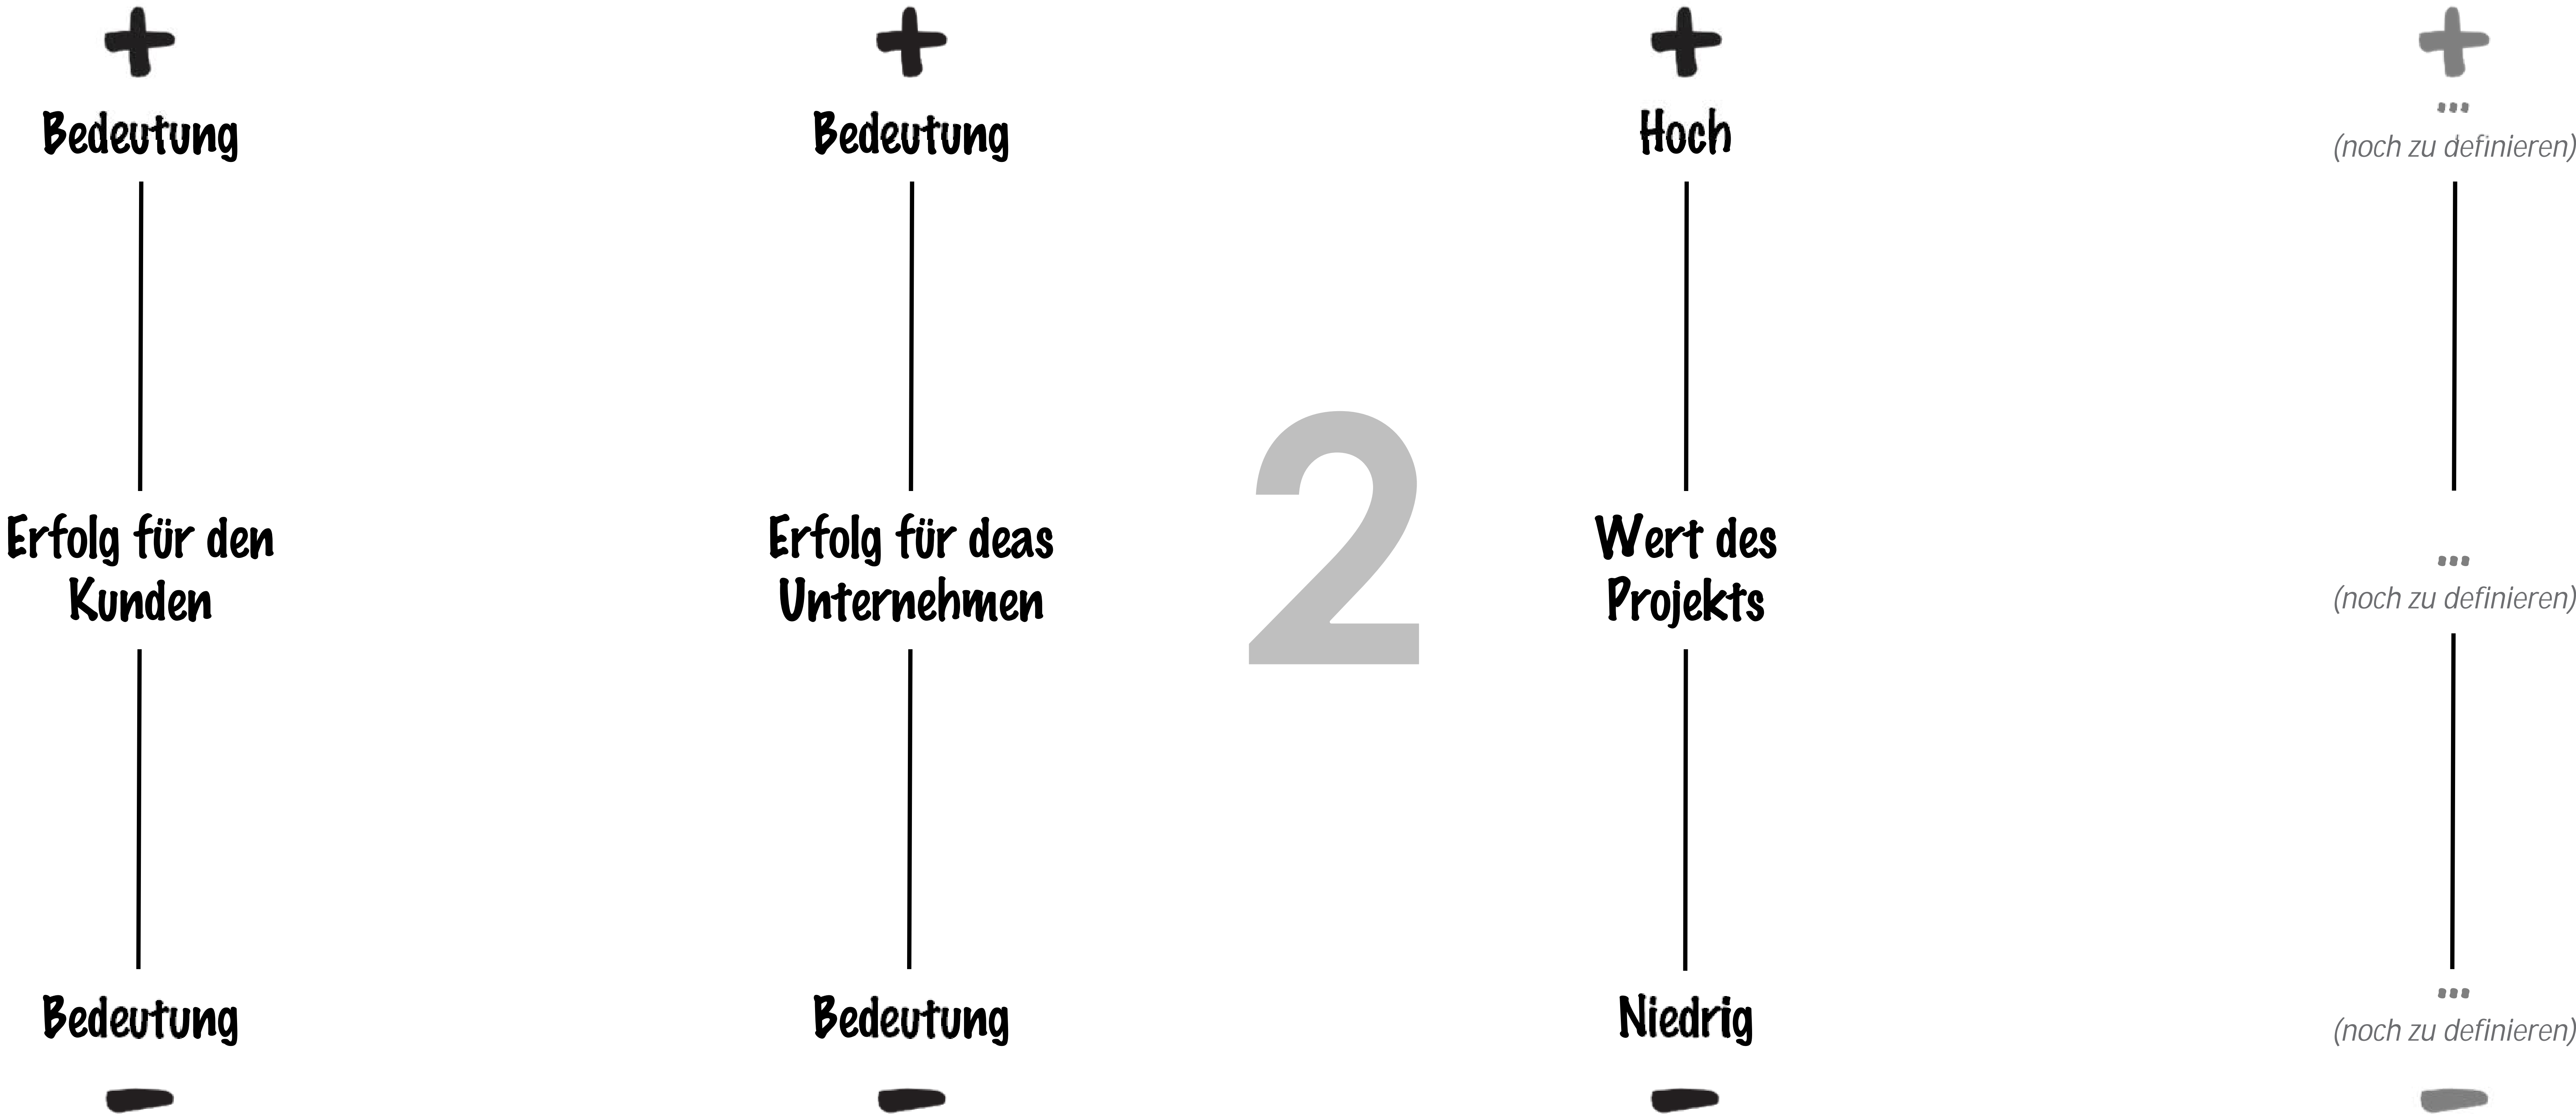 +
Bedeutung
Erfolg für den
Kunden
Bedeutung
-
+
Bedeutung
Erfolg für deas
Unternehmen
Bedeutung
-
2
+
Hoch
Wert des
Projekts
Niedrig
-
+
...
(noch zu definieren)
...
(noch zu definieren)
...
(noch zu definieren)
-